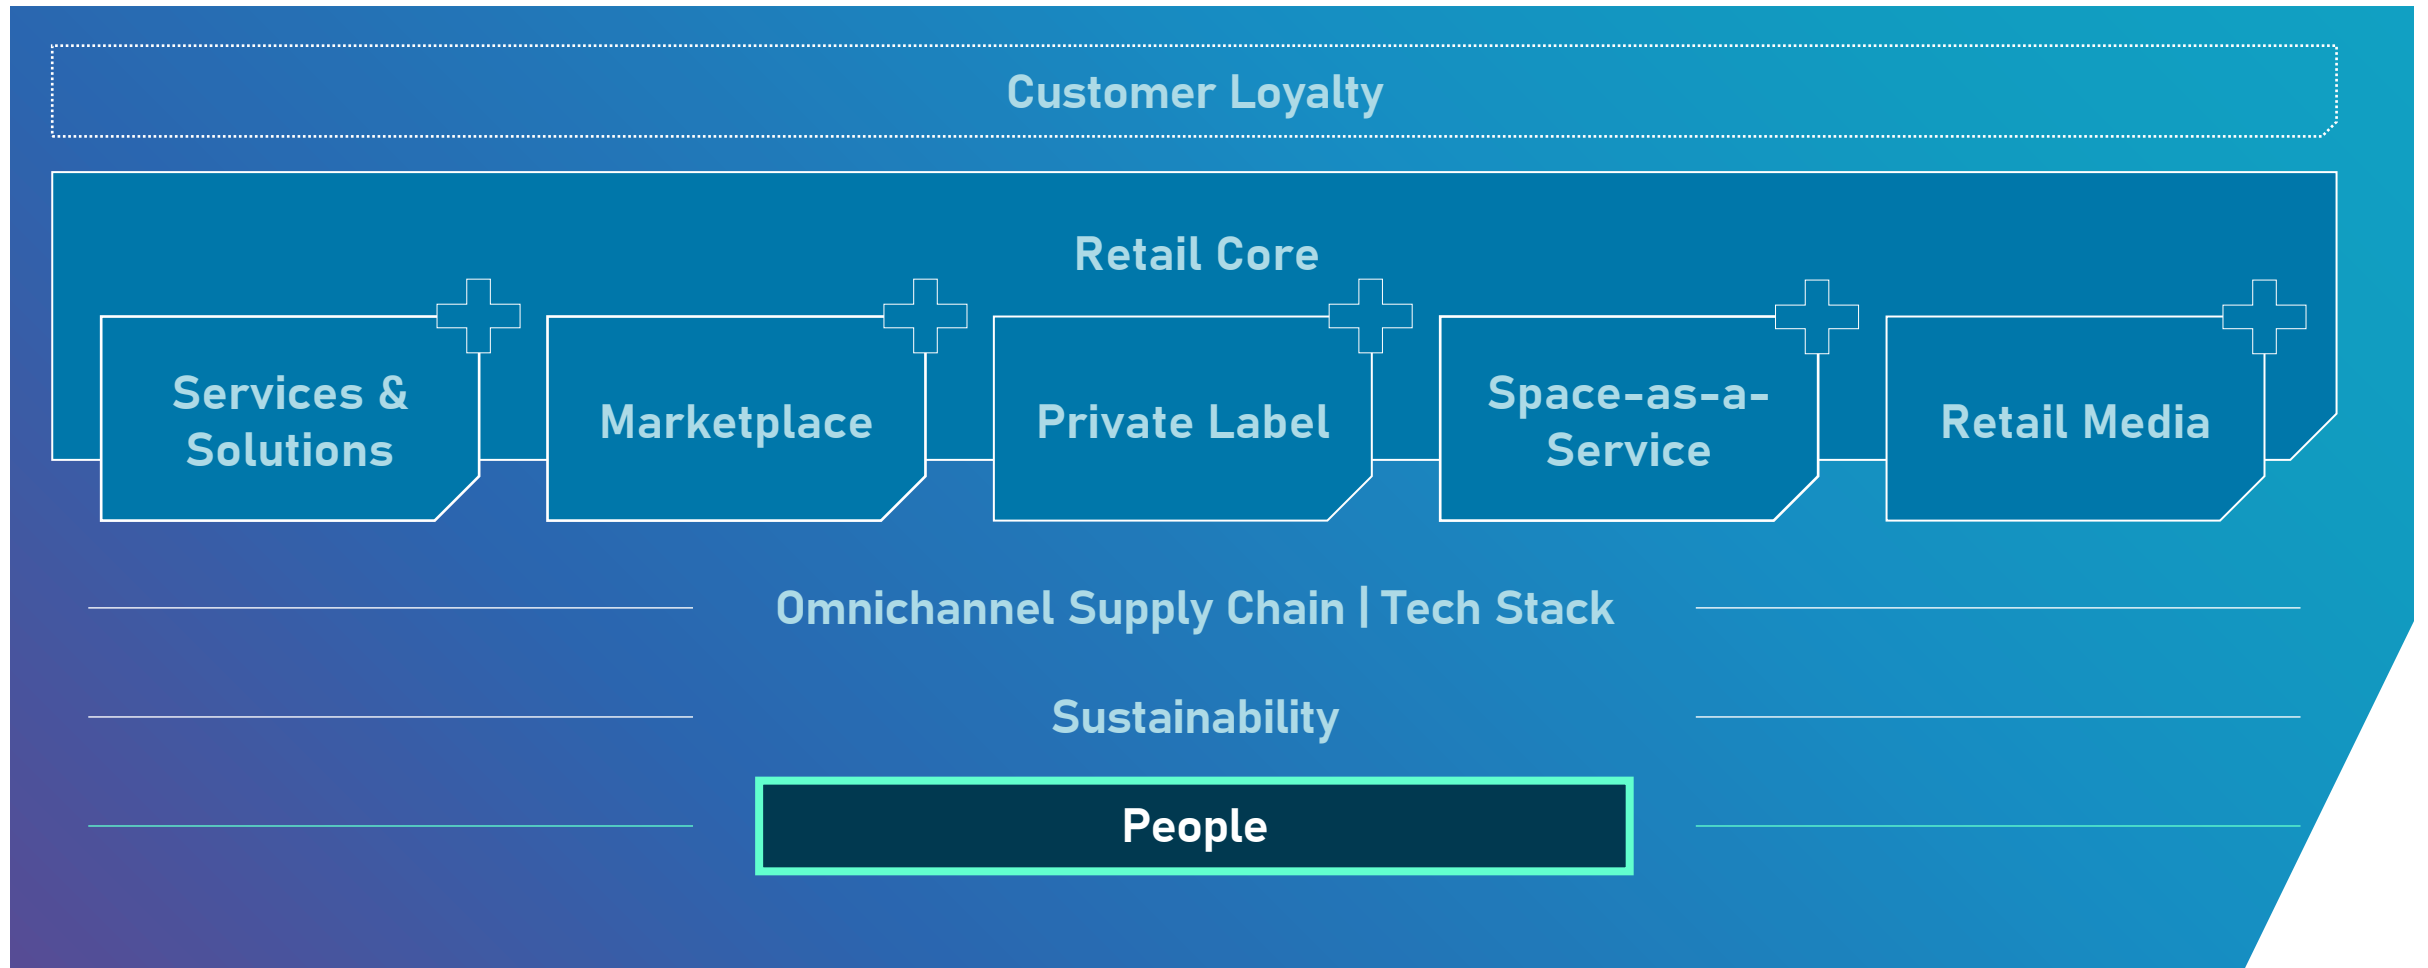 Customer Loyalty
Retail Core
Services &
Solutions
Marketplace
Private Label
Space-as-a-
Service
Retail Media
Omnichannel Supply Chain | Tech Stack
Sustainability
People